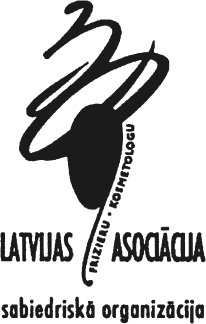 LATVIJAS
FRIZIERU · KOSMETOLOGU
ASOCIĀCIJA
sabiedriskā organizācija